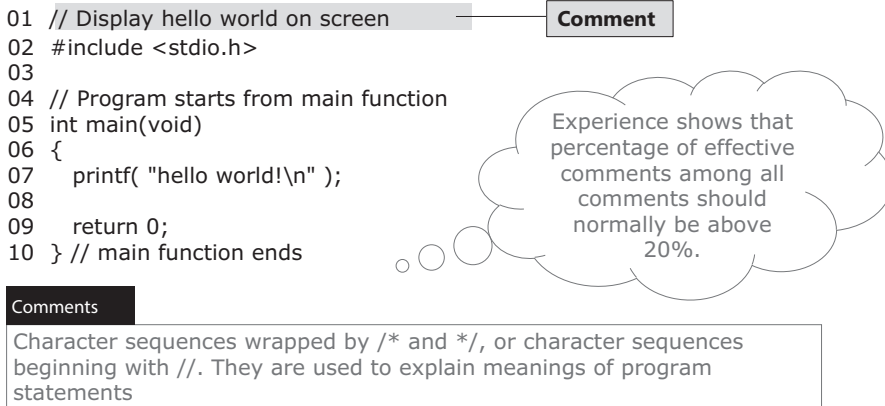 01 // Display hello world on screen
Comment
02 #include <stdio.h>
03
04 // Program starts from main function
05 int main(void)
06 {
07 printf( "hello world!\n" );
08
09 return 0;
10 } // main function ends
Experience shows that
percentage of effective
comments among all
comments should
normally be above
20%.
Comments
Character sequences wrapped by /* and */, or character sequences
beginning with //. They are used to explain meanings of program
statements